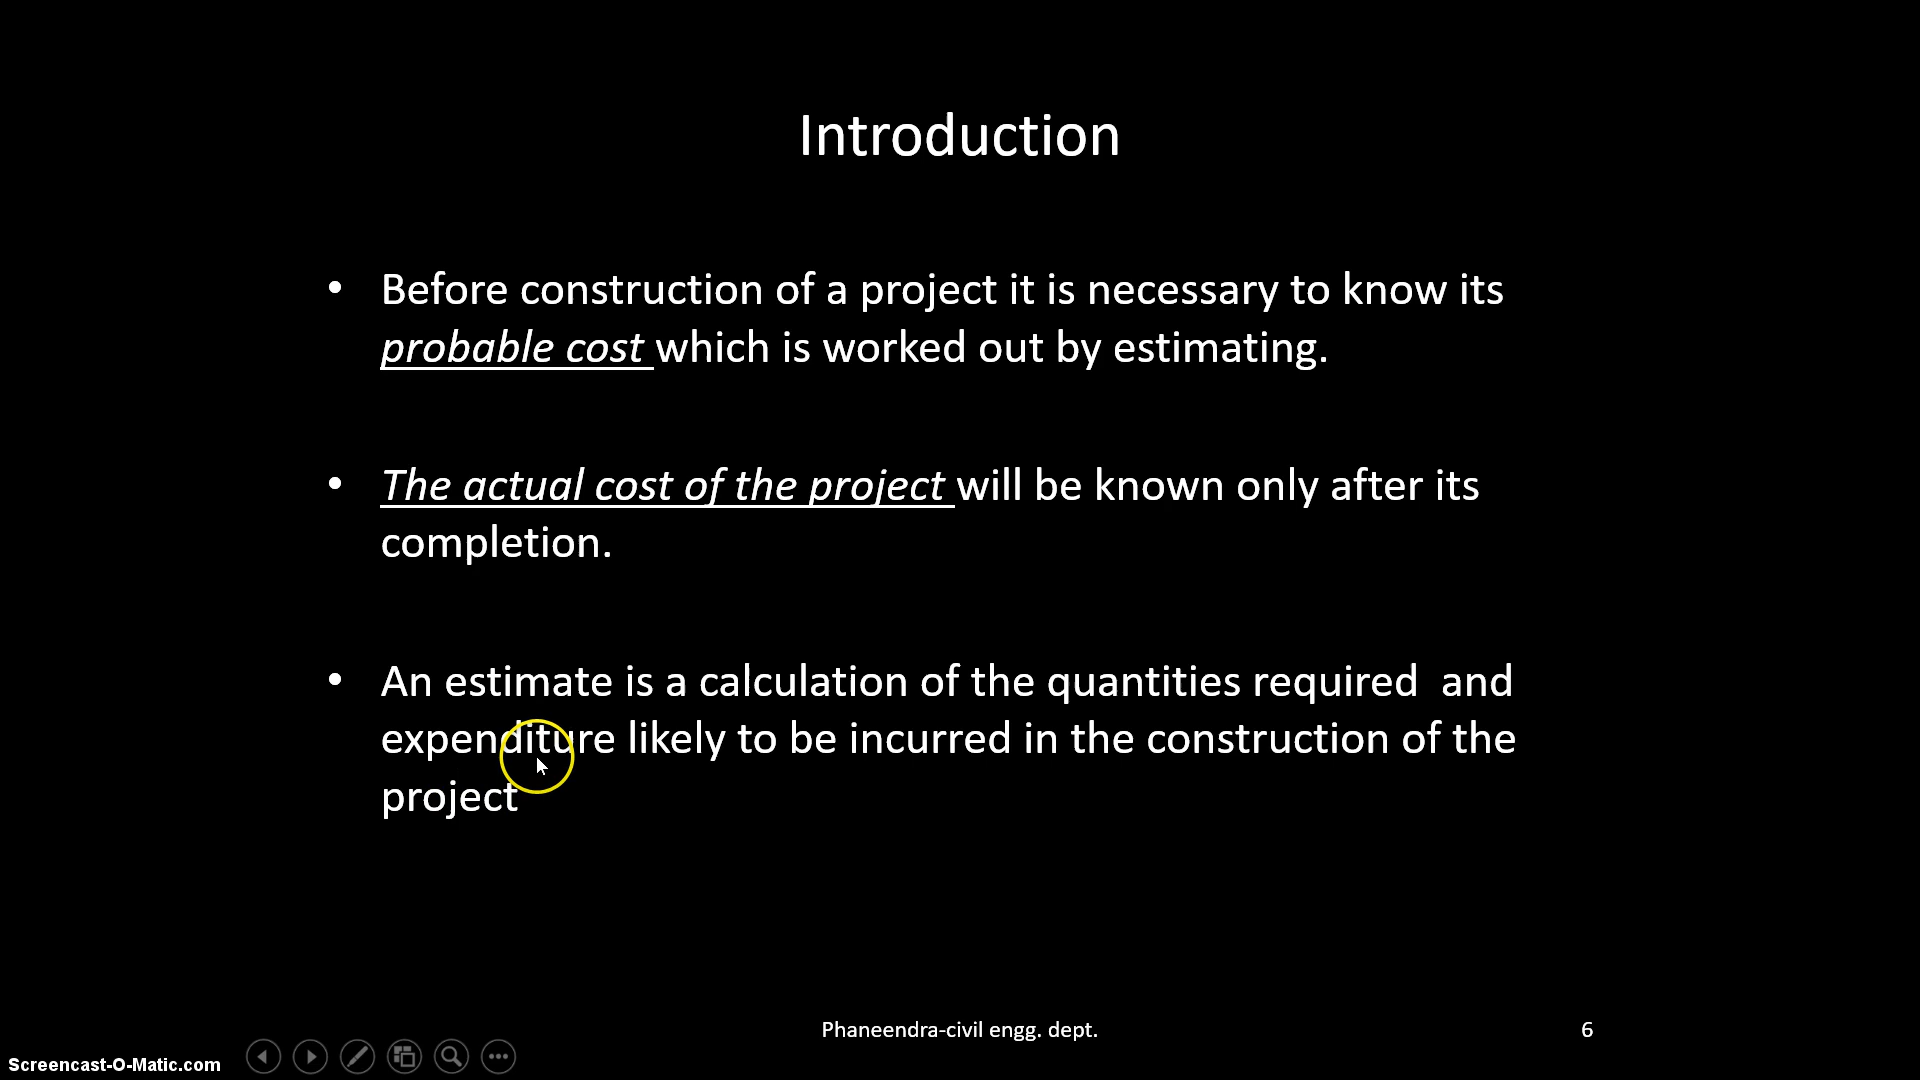 Introduction
• Before construction of a project it is necessary to know its
probable cost which is worked out by estimating.
• The actual cost of the project will be known only after its
completion.
• An estimate is a calculation of the quantities required  and
expenditure likely to be incurred in the construction of the
project
Phaneendra-civil engg. dept.
6
Screencast-O-Matic.com